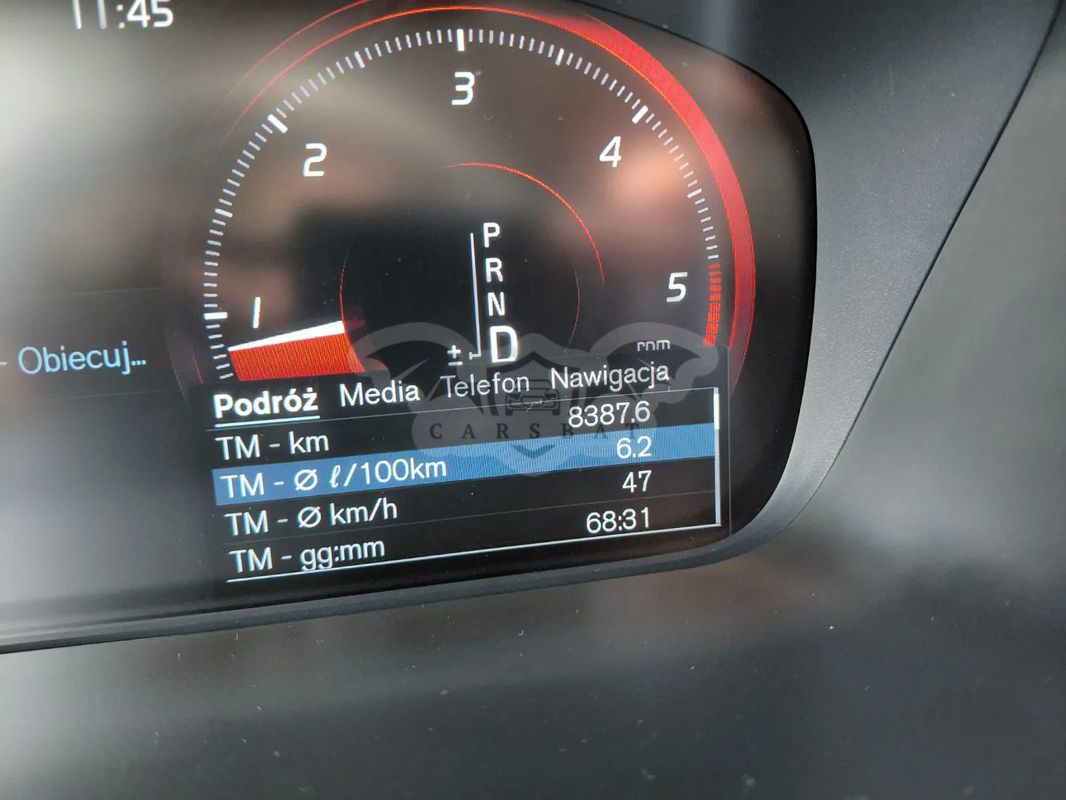 11:45
3
2
4
P
R
5
N
1
D
±
rpm
- Obiecuj...
Podróż Media Telefon Nawigacja
TM - km 8387.6
TM - Ø ℓ/100km 6.2
TM - Ø km/h 47
TM - gg:mm 68:31
CARSBAT